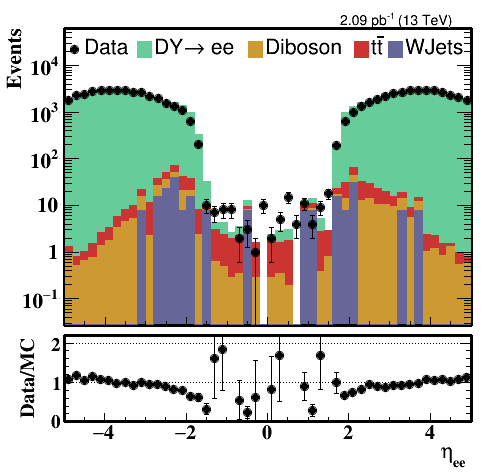 2.09 pb⁻¹ (13 TeV)
Events
Data DY→ ee Diboson tt̄ WJets
10⁴
10³
10²
10
1
10⁻¹
Data/MC
2
1
0
−4 −2 0 2 4
η_ee